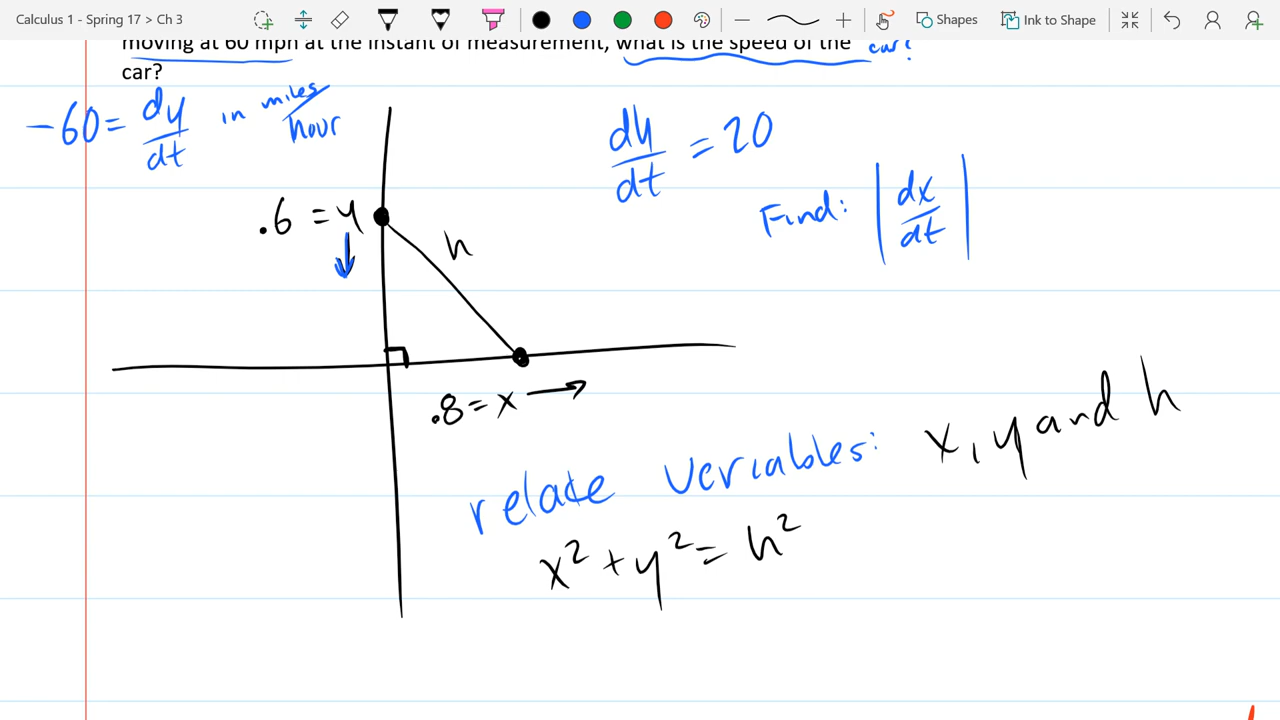 Calculus 1 - Spring 17 > Ch 3
Shapes
Ink to Shape
moving at 60 mph at the instant of measurement, what is the speed of the car?
car?
-60 = dy/dt in miles/hour
dh/dt = 20
Find: |dx/dt|
.6 = y
h
.8 = x
relate variables: x, y and h
x² + y² = h²